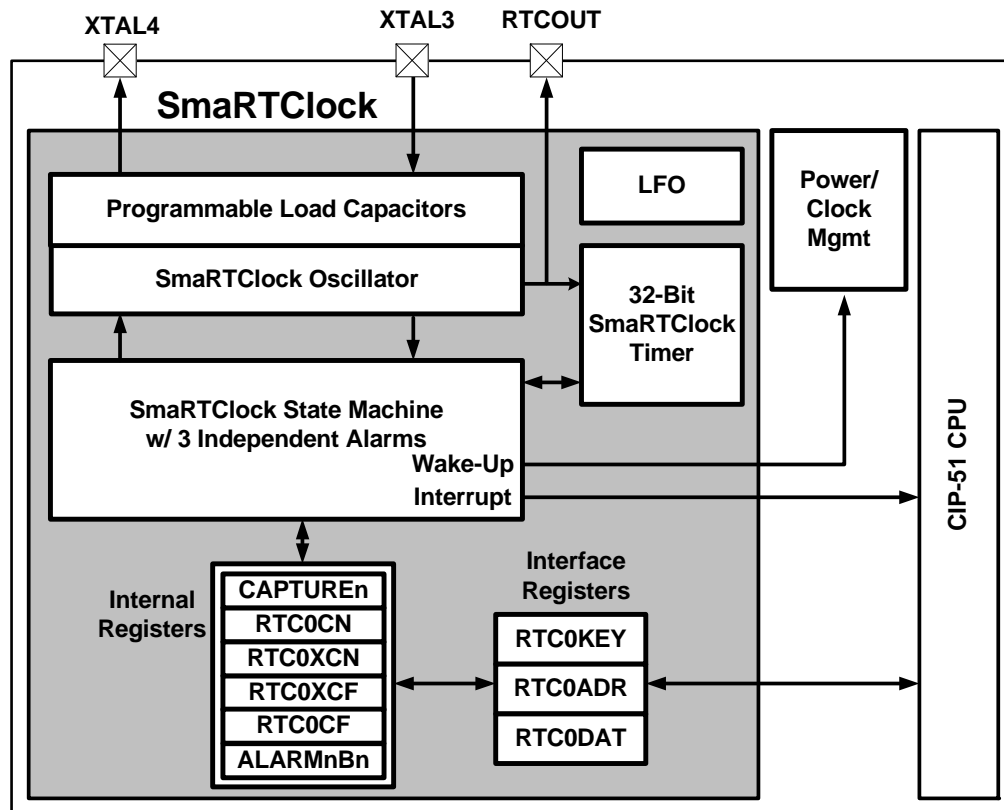 XTAL4
XTAL3
RTCOUT
SmaRTClock
Programmable Load Capacitors
SmaRTClock Oscillator
LFO
32-Bit
SmaRTClock
Timer
Power/
Clock
Mgmt
CIP-51 CPU
SmaRTClock State Machine
w/ 3 Independent Alarms
Wake-Up
Interrupt
Internal
Registers
CAPTUREn
RTC0CN
RTC0XCN
RTC0XCF
RTC0CF
ALARMnBn
Interface
Registers
RTC0KEY
RTC0ADR
RTC0DAT